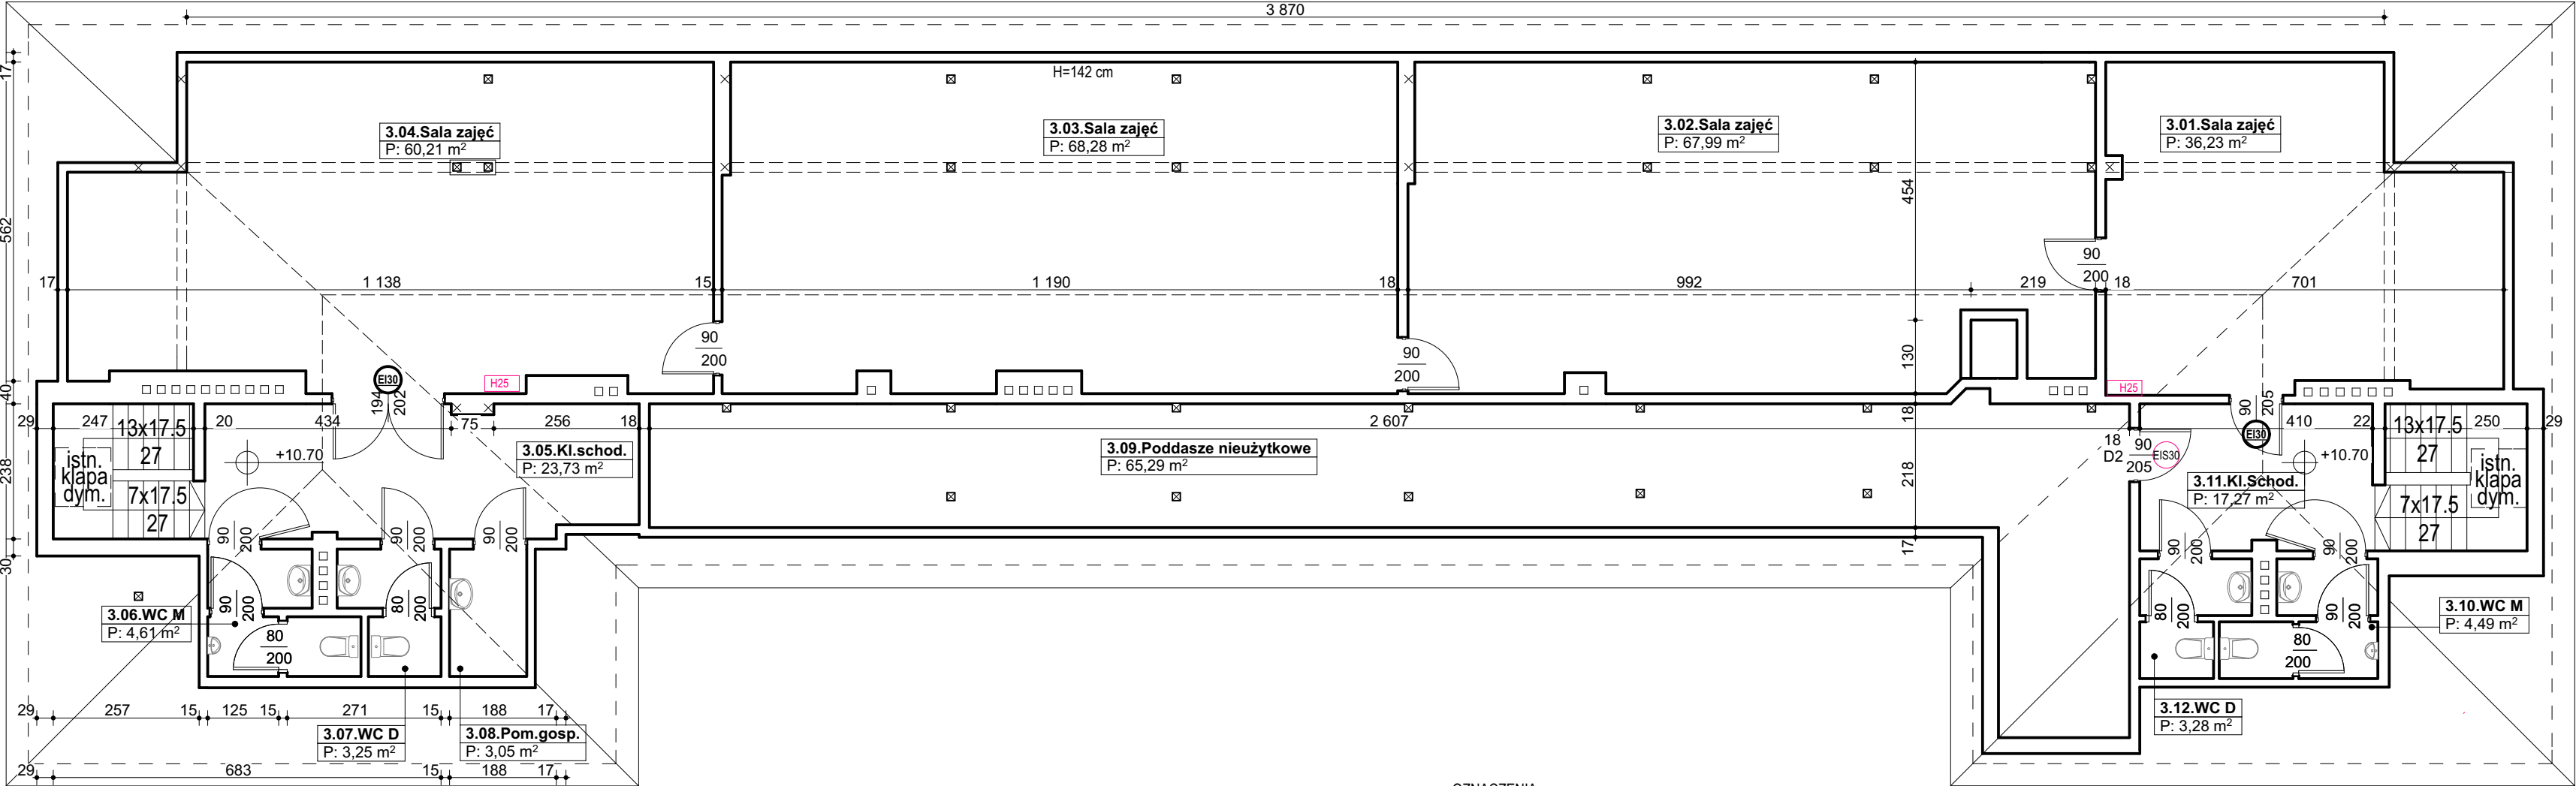 3 870
17
H=142 cm
3.04.Sala zajęć
P: 60,21 m²
3.03.Sala zajęć
P: 68,28 m²
3.02.Sala zajęć
P: 67,99 m²
3.01.Sala zajęć
P: 36,23 m²
454
562
90
200
17
1 138
15
1 190
18
992
219
18
701
90
200
90
200
130
40
EI30
H25
H25
194
202
90
205
29
247
13x17.5
27
20
434
75
256
18
2 607
18
18
90
D2
205
EIS30
EI30
410
22
13x17.5
27
250
29
istn.
klapa
dym.
+10.70
3.05.Kl.schod.
P: 23,73 m²
3.09.Poddasze nieużytkowe
P: 65,29 m²
+10.70
istn.
klapa
dym.
238
7x17.5
27
218
3.11.Kl.Schod.
P: 17,27 m²
7x17.5
27
90
200
90
200
90
200
17
90
200
90
200
30
3.06.WC M
P: 4,61 m²
90
200
80
200
80
200
90
200
3.10.WC M
P: 4,49 m²
80
200
80
200
29
257
15
125
15
271
15
188
17
3.07.WC D
P: 3,25 m²
3.08.Pom.gosp.
P: 3,05 m²
3.12.WC D
P: 3,28 m²
29
683
15
188
17
OZNACZENIA